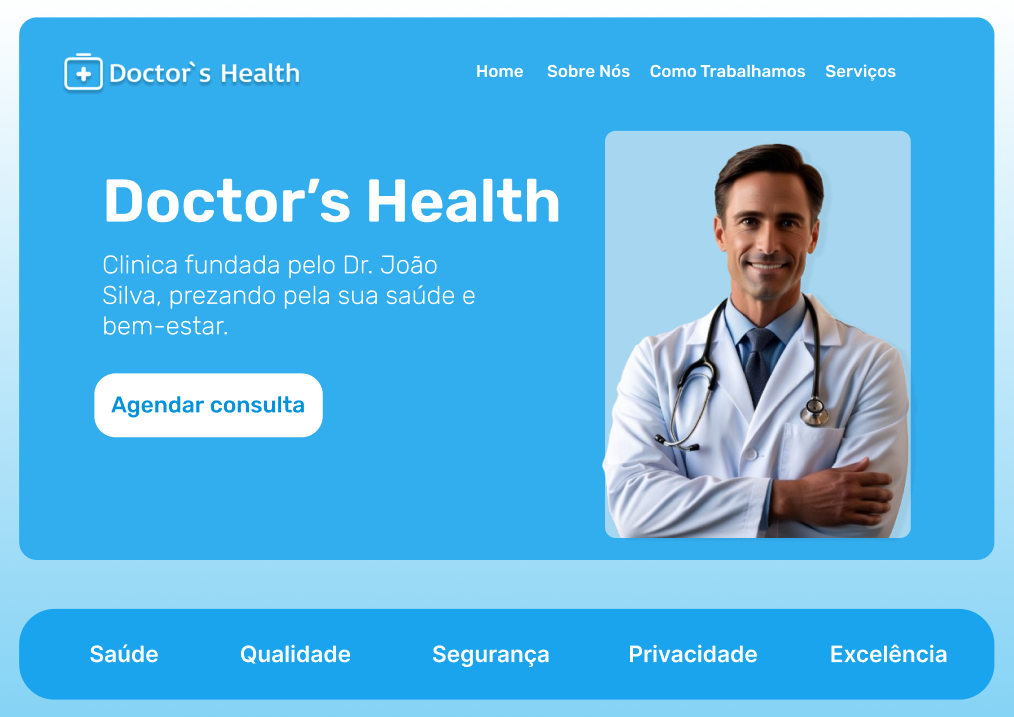 Doctor`s Health
Home Sobre Nós Como Trabalhamos Serviços
Doctor’s Health
Clinica fundada pelo Dr. João
Silva, prezando pela sua saúde e
bem-estar.
Agendar consulta
Saúde Qualidade Segurança Privacidade Excelência